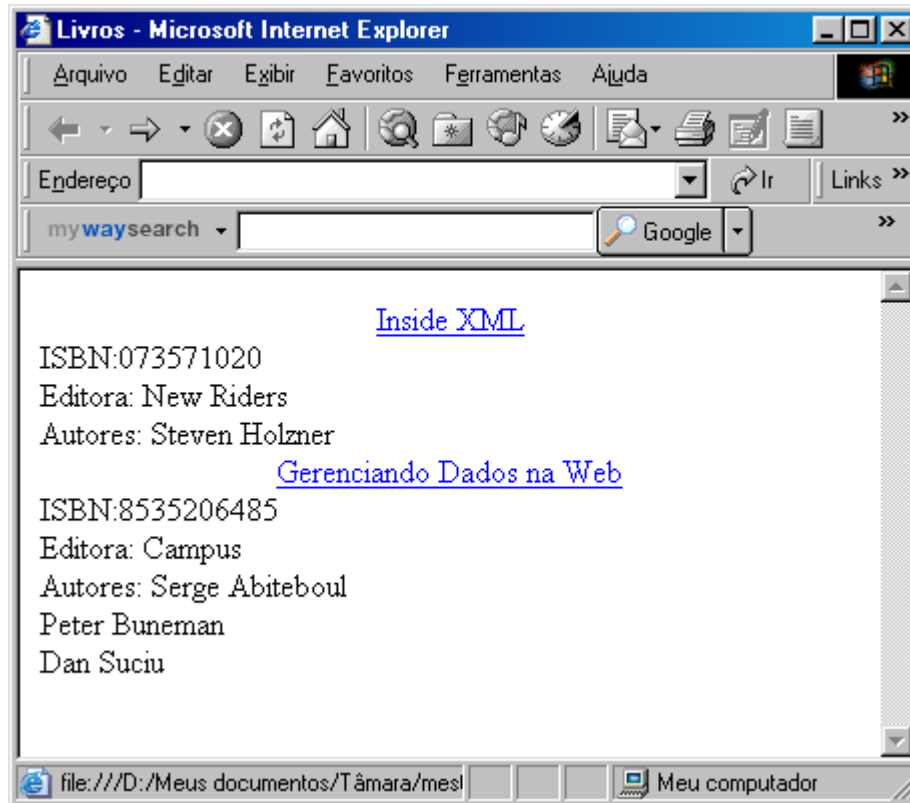 Livros - Microsoft Internet Explorer
Arquivo Editar Exibir Favoritos Ferramentas Ajuda
Endereço Ir Links »
mywaysearch Google »
Inside XML
ISBN:073571020
Editora: New Riders
Autores: Steven Holzner
Gerenciando Dados na Web
ISBN:8535206485
Editora: Campus
Autores: Serge Abiteboul
Peter Buneman
Dan Suciu
file:///D:/Meus documentos/Tâmara/mesl Meu computador